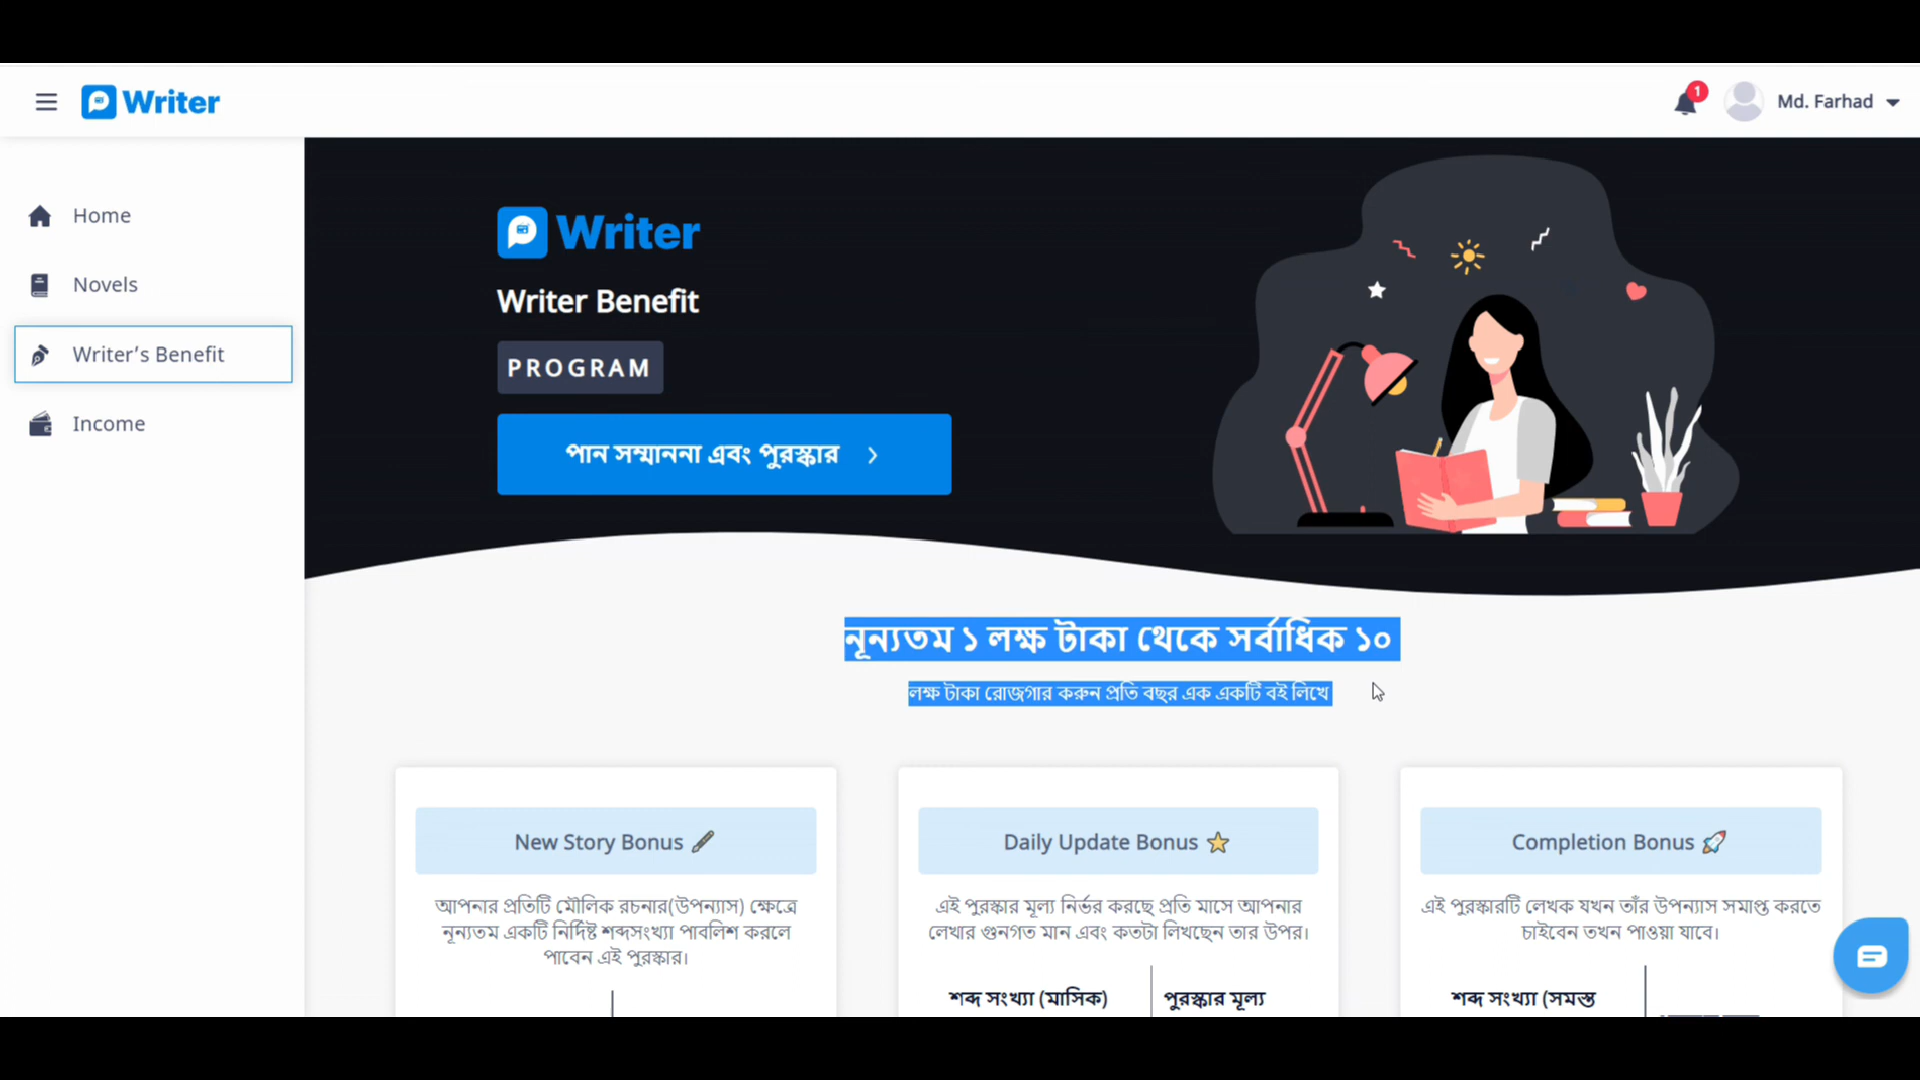 Writer
1
Md. Farhad
Home
Novels
Writer's Benefit
Income
Writer
Writer Benefit
PROGRAM
পান সম্মাননা এবং পুরস্কার
নূন্যতম ১ লক্ষ টাকা থেকে সর্বাধিক ১০
লক্ষ টাকা রোজগার করুন প্রতি বছর এক একটি বই লিখে
New Story Bonus
আপনার প্রতিটি মৌলিক রচনার(উপন্যাস) ক্ষেত্রে
নূন্যতম একটি নির্দিষ্ট শব্দসংখ্যা পাবলিশ করলে
পাবেন এই পুরস্কার।
Daily Update Bonus
এই পুরস্কার মূল্য নির্ভর করছে প্রতি মাসে আপনার
লেখার গুনগত মান এবং কতটা লিখছেন তার উপর।
শব্দ সংখ্যা (মাসিক)
পুরস্কার মূল্য
Completion Bonus
এই পুরস্কারটি লেখক যখন তাঁর উপন্যাস সমাপ্ত করতে
চাইবেন তখন পাওয়া যাবে।
শব্দ সংখ্যা (সমস্ত